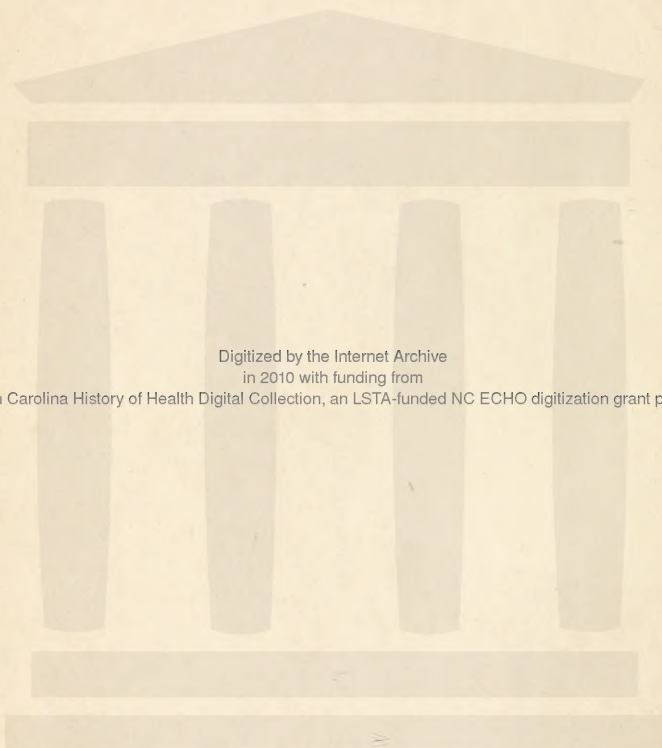 Digitized by the Internet Archive
in 2010 with funding from
Carolina History of Health Digital Collection, an LSTA-funded NC ECHO digitization grant p